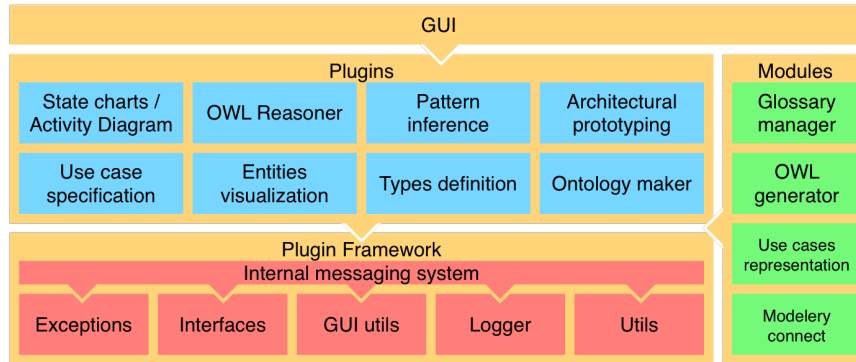 GUI
Plugins
State charts /
Activity Diagram
OWL Reasoner
Pattern
inference
Architectural
prototyping
Use case
specification
Entities
visualization
Types definition
Ontology maker
Plugin Framework
Internal messaging system
Exceptions
Interfaces
GUI utils
Logger
Utils
Modules
Glossary
manager
OWL
generator
Use cases
representation
Modelery
connect